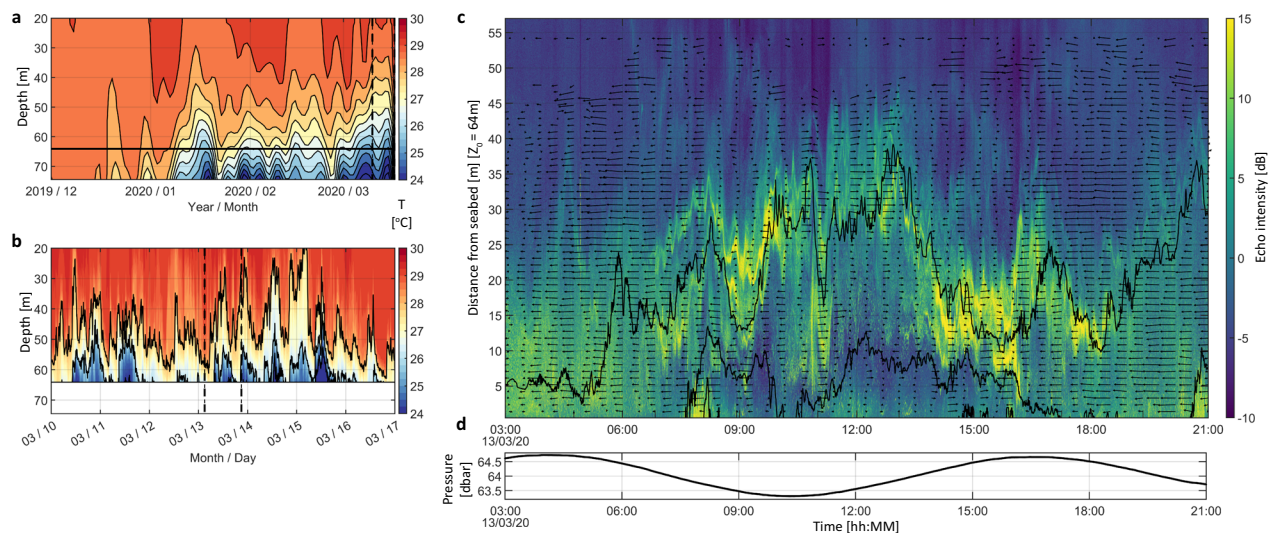 a
20
30
40
50
60
70
Depth [m]
2019 / 12
2020 / 01
2020 / 02
2020 / 03
Year / Month
30
29
28
27
26
25
24
T
[°C]
b
20
30
40
50
60
70
Depth [m]
03 / 10
03 / 11
03 / 12
03 / 13
03 / 14
03 / 15
03 / 16
03 / 17
Month / Day
30
29
28
27
26
25
24
c
55
50
45
40
35
30
25
20
15
10
5
Distance from seabed [m] [Z0 = 64m]
03:00
06:00
09:00
12:00
15:00
18:00
21:00
13/03/20
15
10
5
0
-5
-10
Echo intensity [dB]
d
64.5
64
63.5
Pressure
[dbar]
03:00
06:00
09:00
12:00
15:00
18:00
21:00
13/03/20
Time [hh:MM]